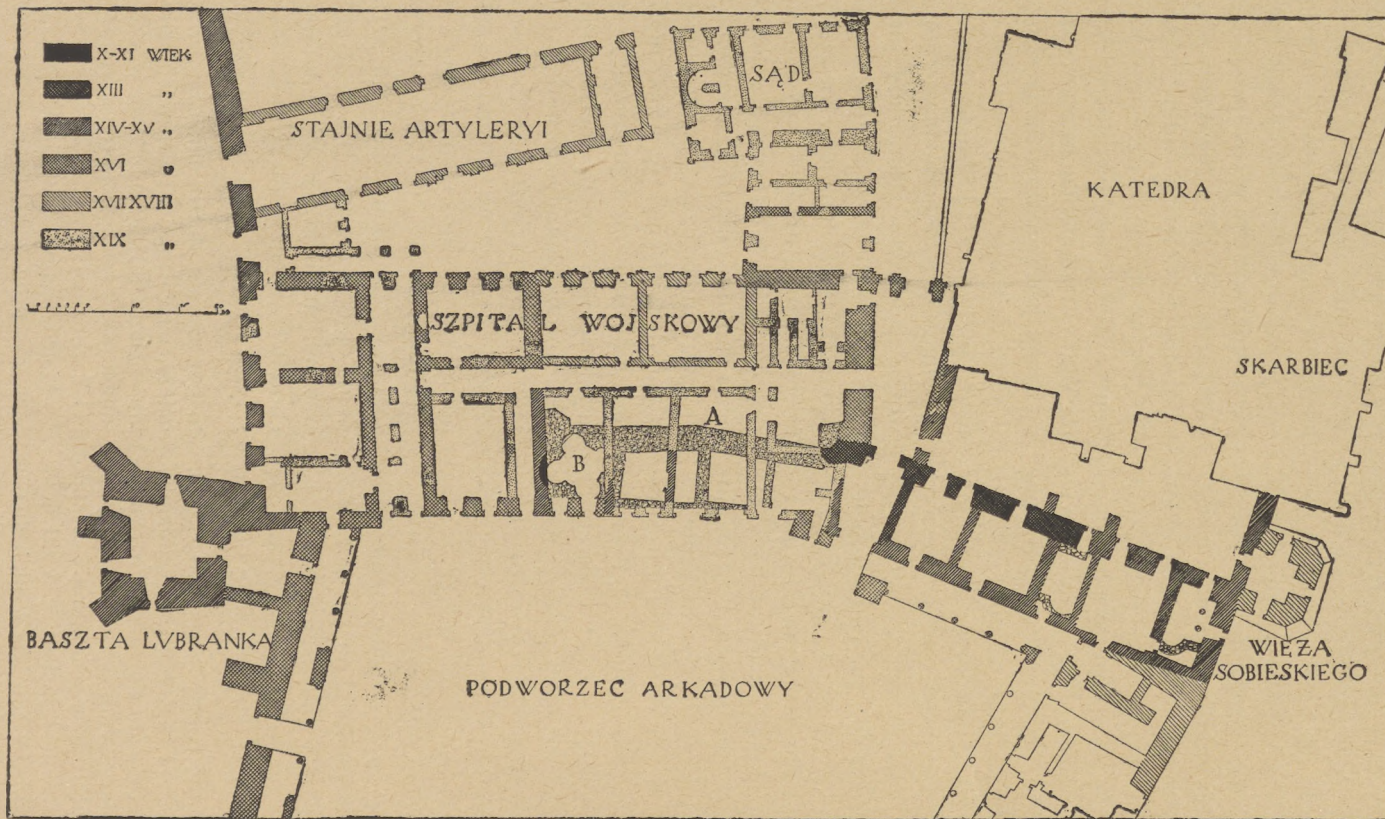 X-XI WIEK
XIII „
XIV-XV „
XVI „
XVII XVIII
XIX „
STAJNIE ARTYLERYI
SĄD
KATEDRA
SZPITAL WOJSKOWY
SKARBIEC
A
B
BASZTA LVBRANKA
PODWORZEC ARKADOWY
WIEŻA
SOBIESKIEGO